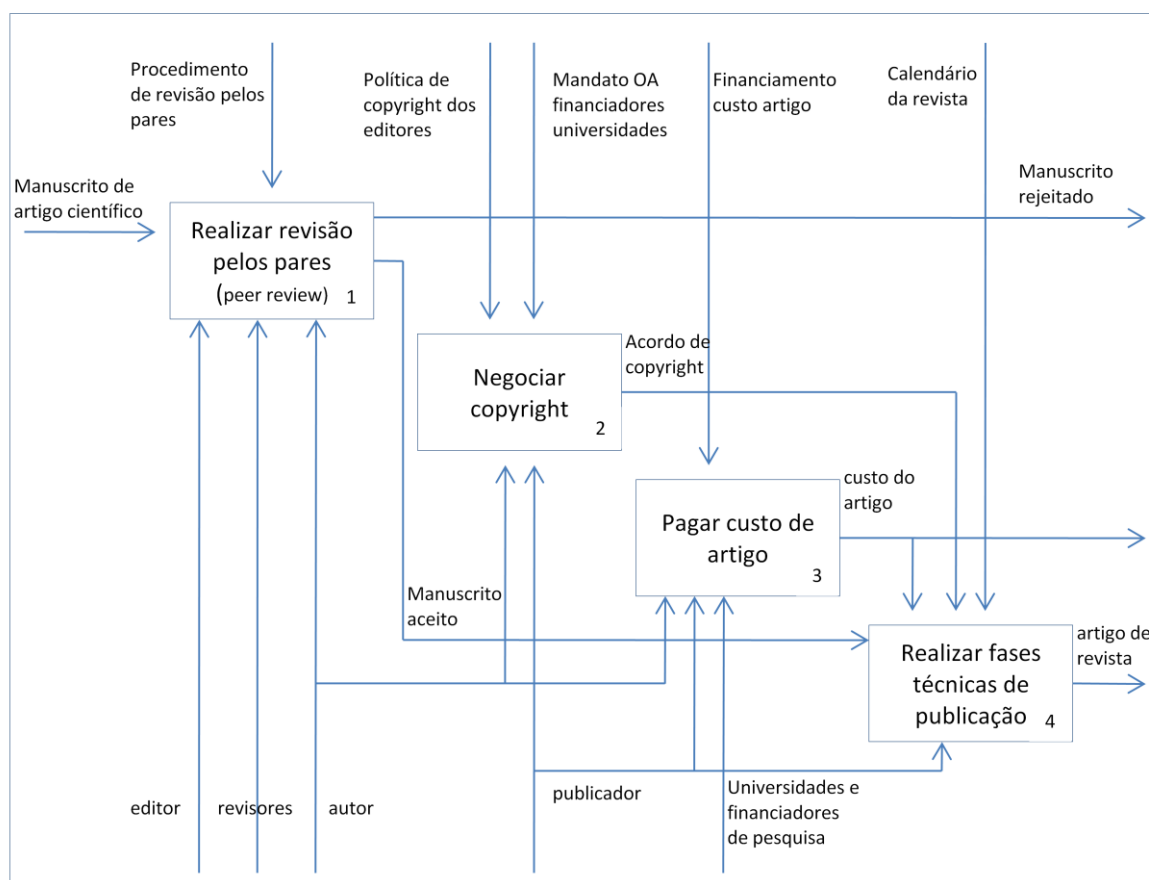 Procedimento
de revisão pelos
pares
Política de
copyright dos
editores
Mandato OA
financiadores
universidades
Financiamento
custo artigo
Calendário
da revista
Manuscrito de
artigo científico
Manuscrito
rejeitado
Realizar revisão
pelos pares
(peer review) 1
Negociar
copyright
2
Acordo de
copyright
Pagar custo de
artigo
3
custo do
artigo
Manuscrito
aceito
Realizar fases
técnicas de
publicação 4
artigo de
revista
editor
revisores
autor
publicador
Universidades e
financiadores
de pesquisa